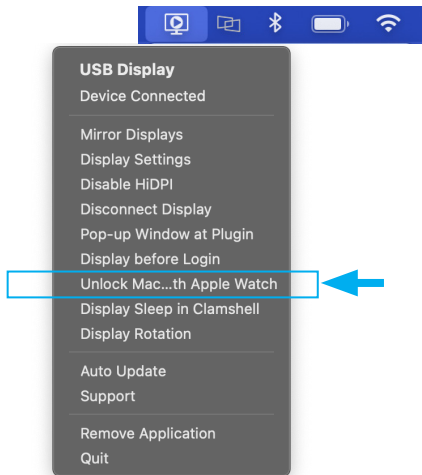 USB Display
Device Connected
Mirror Displays
Display Settings
Disable HiDPI
Disconnect Display
Pop-up Window at Plugin
Display before Login
Unlock Mac...th Apple Watch
Display Sleep in Clamshell
Display Rotation
Auto Update
Support
Remove Application
Quit